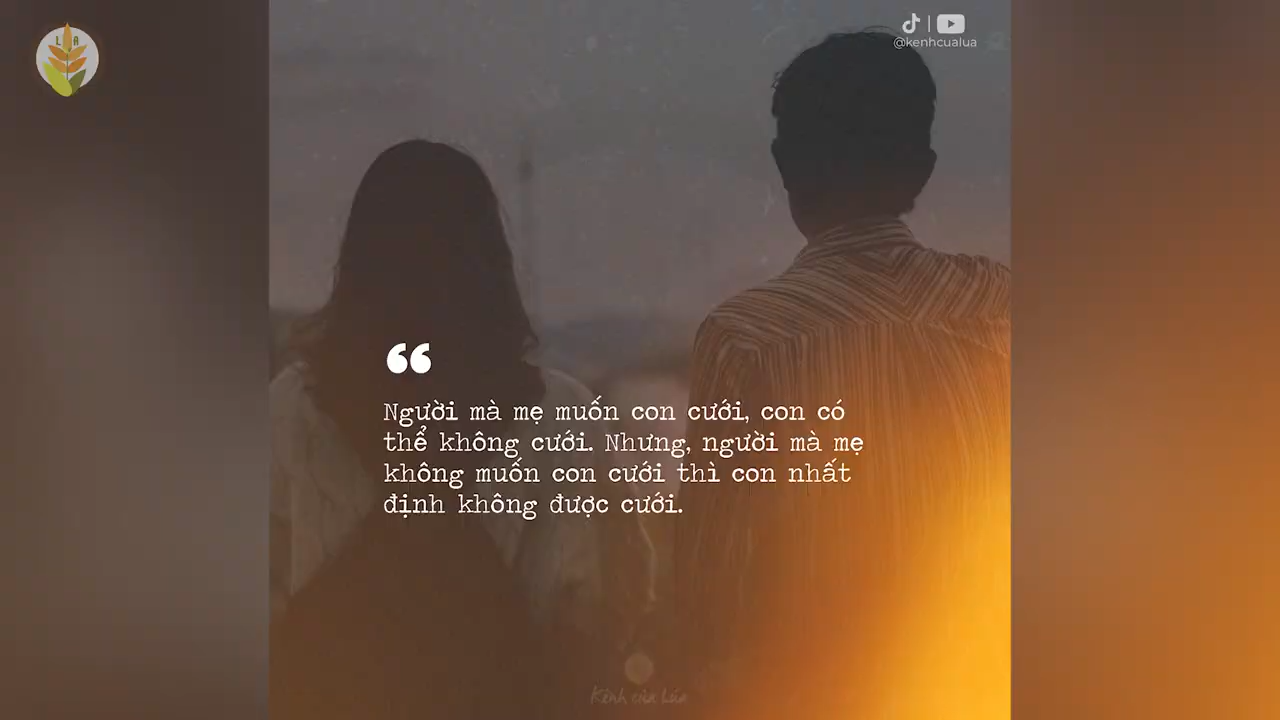 L A
@kenhcualua
“
Người mà mẹ muốn con cưới, con có
thể không cưới. Nhưng, người mà mẹ
không muốn con cưới thì con nhất
định không được cưới.
Kênh của Lúa